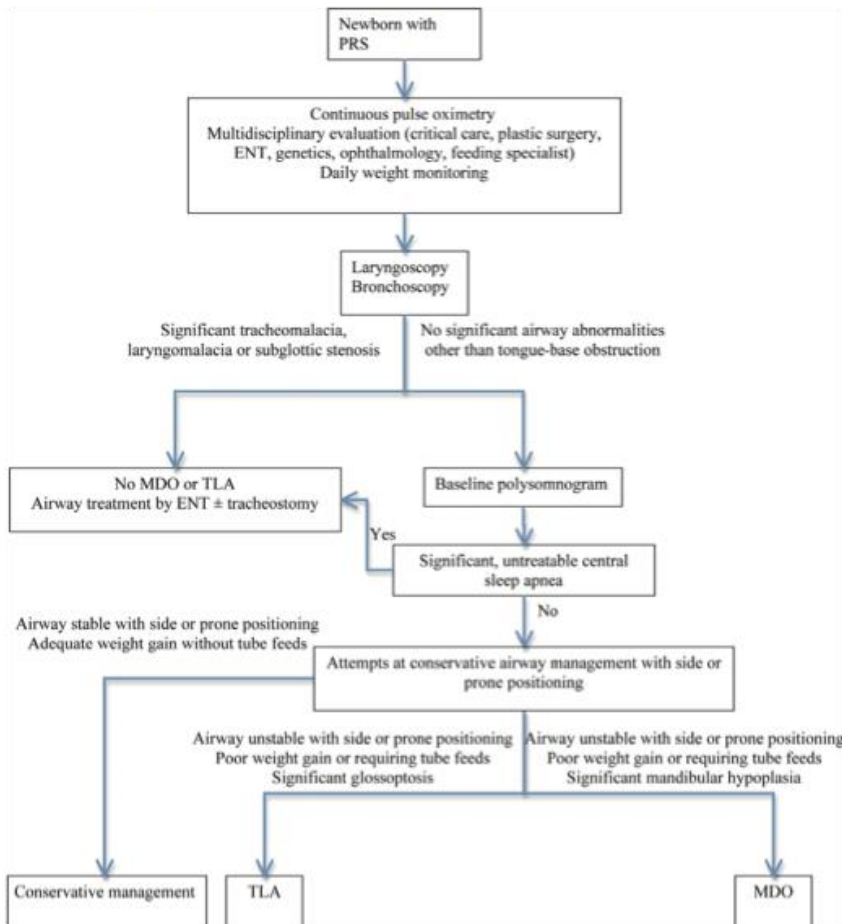 Newborn with
PRS
Continuous pulse oximetry
Multidisciplinary evaluation (critical care, plastic surgery,
ENT, genetics, ophthalmology, feeding specialist)
Daily weight monitoring
Laryngoscopy
Bronchoscopy
Significant tracheomalacia,
laryngomalacia or subglottic stenosis
No significant airway abnormalities
other than tongue-base obstruction
No MDO or TLA
Airway treatment by ENT ± tracheostomy
Baseline polysomnogram
Yes
Significant, untreatable central
sleep apnea
No
Airway stable with side or prone positioning
Adequate weight gain without tube feeds
Attempts at conservative airway management with side or
prone positioning
Airway unstable with side or prone positioning
Poor weight gain or requiring tube feeds
Significant glossoptosis
Airway unstable with side or prone positioning
Poor weight gain or requiring tube feeds
Significant mandibular hypoplasia
Conservative management
TLA
MDO